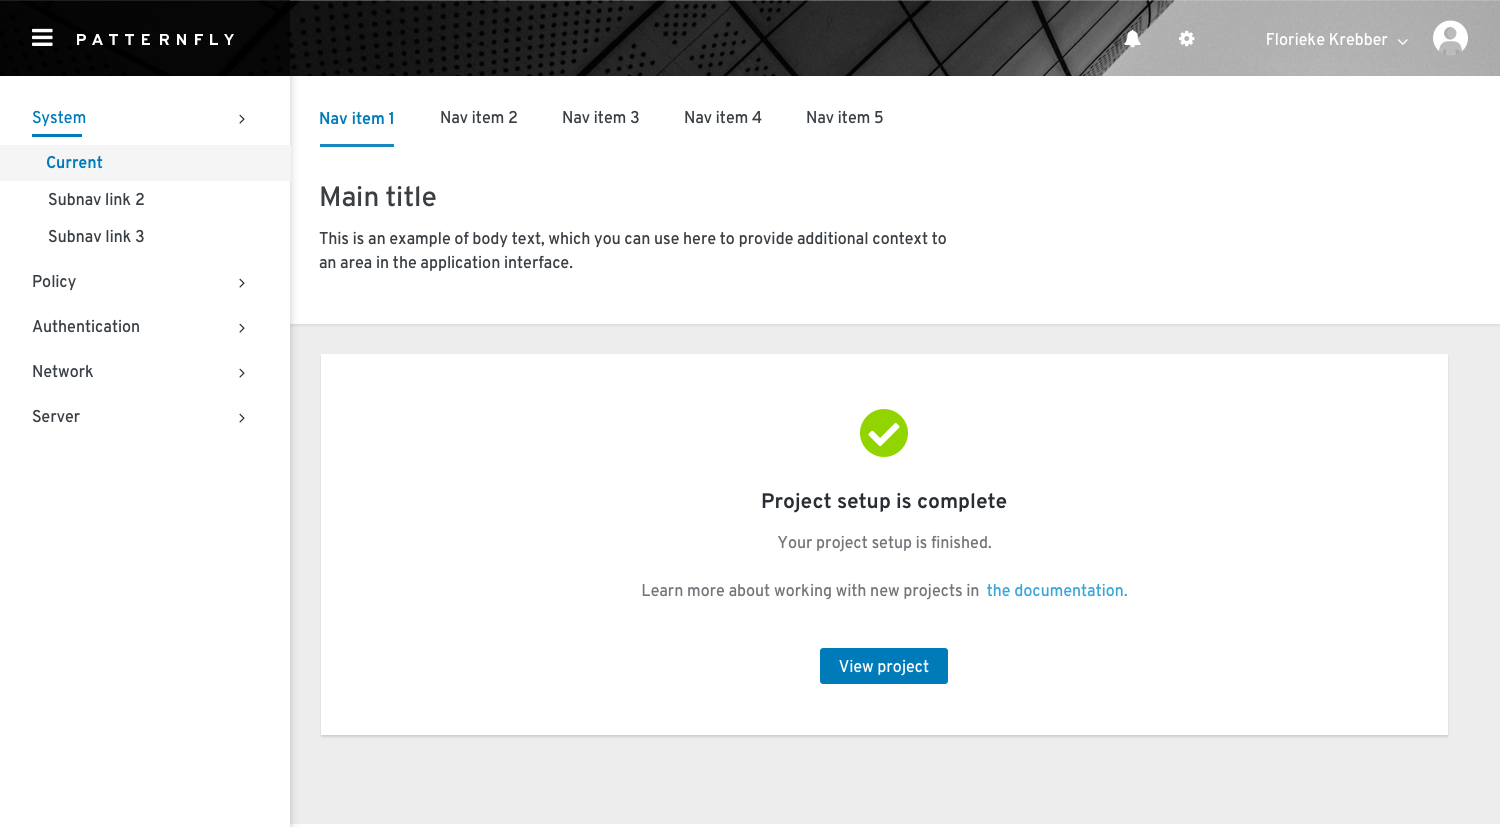 PATTERNFLY
Florieke Krebber
System
Current
Subnav link 2
Subnav link 3
Policy
Authentication
Network
Server
Nav item 1
Nav item 2
Nav item 3
Nav item 4
Nav item 5
Main title
This is an example of body text, which you can use here to provide additional context to
an area in the application interface.
Project setup is complete
Your project setup is finished.
Learn more about working with new projects in the documentation.
View project